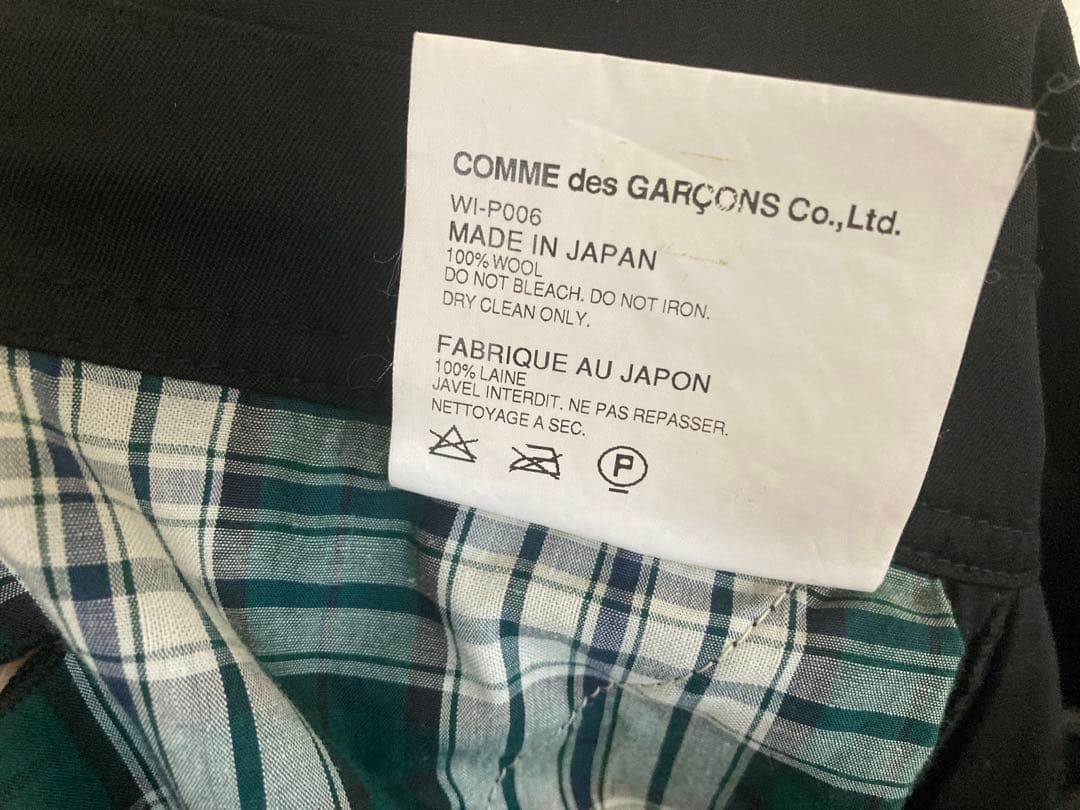 COMME des GARÇONS Co.,Ltd.
WI-P006
MADE IN JAPAN
100% WOOL
DO NOT BLEACH. DO NOT IRON.
DRY CLEAN ONLY.
FABRIQUE AU JAPON
100% LAINE
JAVEL INTERDIT. NE PAS REPASSER.
NETTOYAGE A SEC.
P